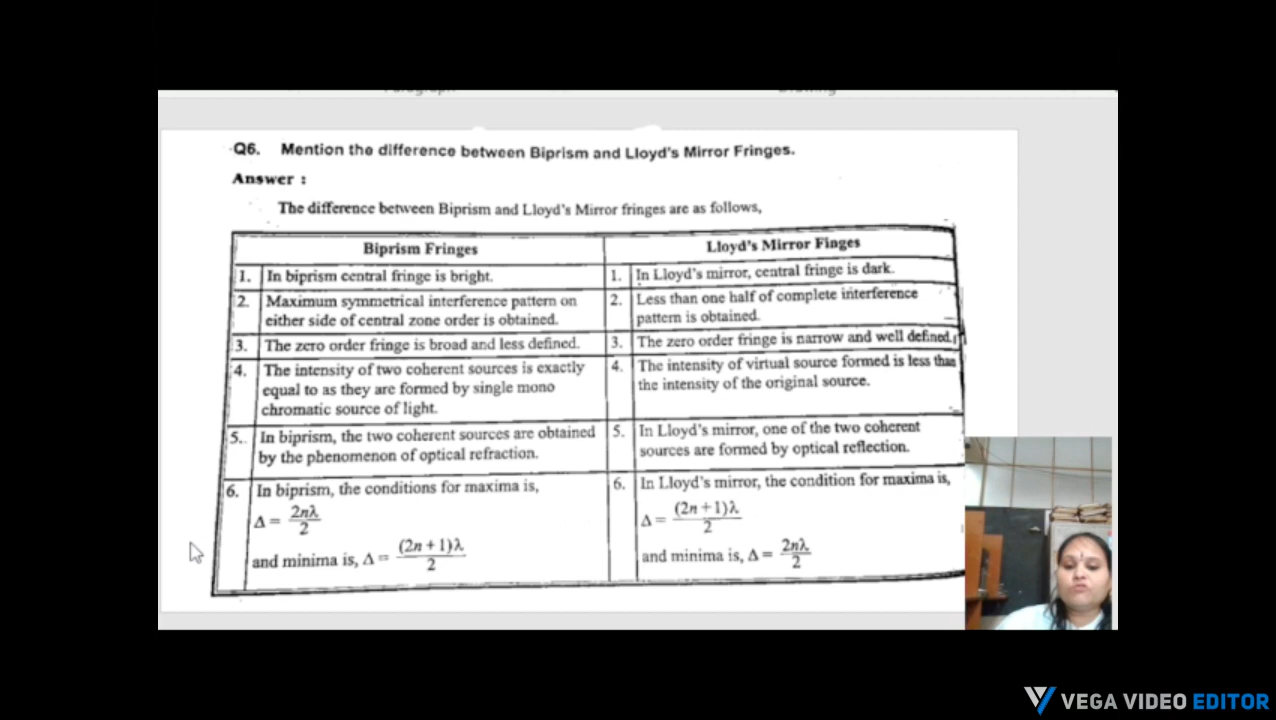 Q6. Mention the difference between Biprism and Lloyd's Mirror Fringes.
Answer :
The difference between Biprism and Lloyd's Mirror fringes are as follows,
Biprism Fringes
Lloyd's Mirror Finges
1. In biprism central fringe is bright.
1. In Lloyd's mirror, central fringe is dark.
2. Maximum symmetrical interference pattern on
either side of central zone order is obtained.
2. Less than one half of complete interference
pattern is obtained.
3. The zero order fringe is broad and less defined.
3. The zero order fringe is narrow and well defined.
4. The intensity of two coherent sources is exactly
equal to as they are formed by single mono
chromatic source of light.
4. The intensity of virtual source formed is less than
the intensity of the original source.
5. In biprism, the two coherent sources are obtained
by the phenomenon of optical refraction.
5. In Lloyd's mirror, one of the two coherent
sources are formed by optical reflection.
6. In biprism, the conditions for maxima is,
Δ = 2nλ/2
and minima is, Δ = (2n + 1)λ/2
6. In Lloyd's mirror, the condition for maxima is,
Δ = (2n + 1)λ/2
and minima is, Δ = 2nλ/2
VEGA VIDEO EDITOR